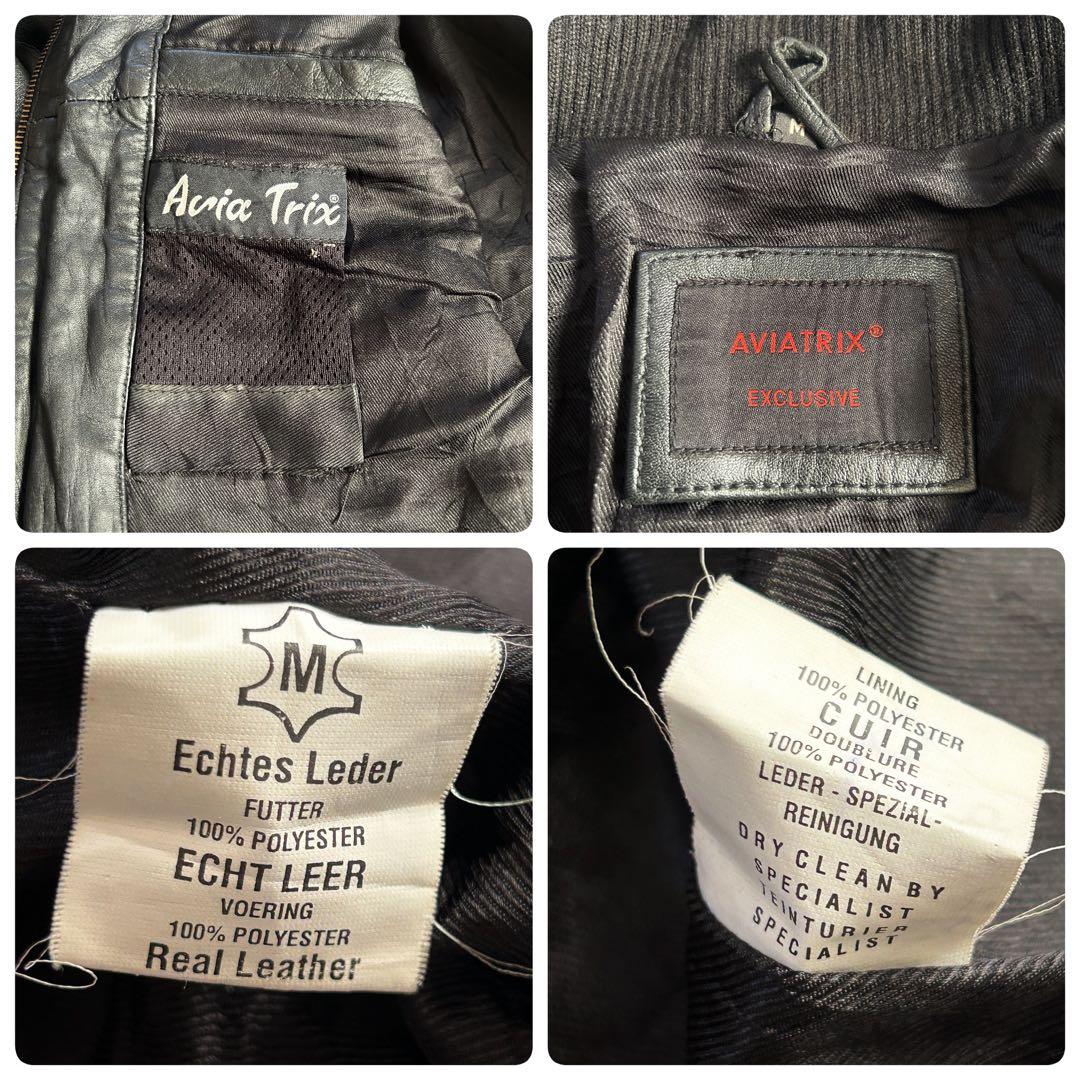 Avia Trix®
M
AVIATRIX®
EXCLUSIVE
M
Echtes Leder
FUTTER
100% POLYESTER
ECHT LEER
VOERING
100% POLYESTER
Real Leather
LINING
100% POLYESTER
CUIR
DOUBLURE
100% POLYESTER
LEDER - SPEZIAL-
REINIGUNG
DRY CLEAN BY
SPECIALIST
TEINTURIER
SPECIALIST